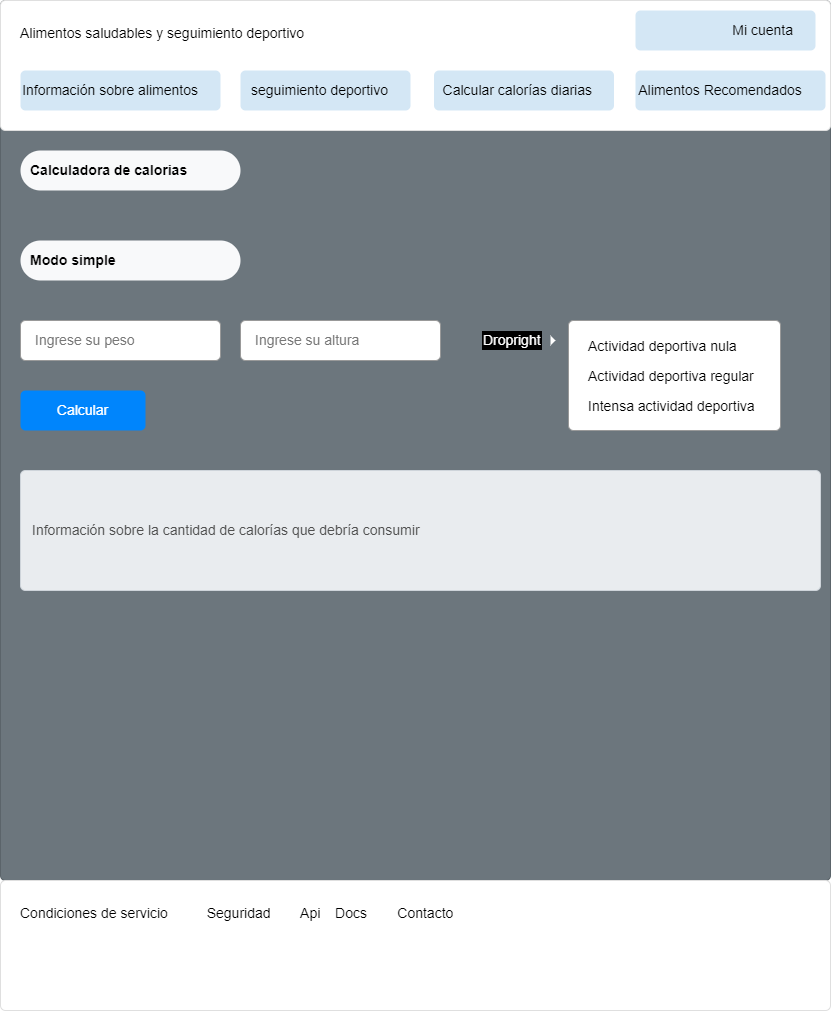 Alimentos saludables y seguimiento deportivo
Mi cuenta
Información sobre alimentos
seguimiento deportivo
Calcular calorías diarias
Alimentos Recomendados
Calculadora de calorias
Modo simple
Ingrese su peso
Ingrese su altura
Dropright
Actividad deportiva nula
Actividad deportiva regular
Intensa actividad deportiva
Calcular
Información sobre la cantidad de calorías que debría consumir
Condiciones de servicio
Seguridad
Api
Docs
Contacto